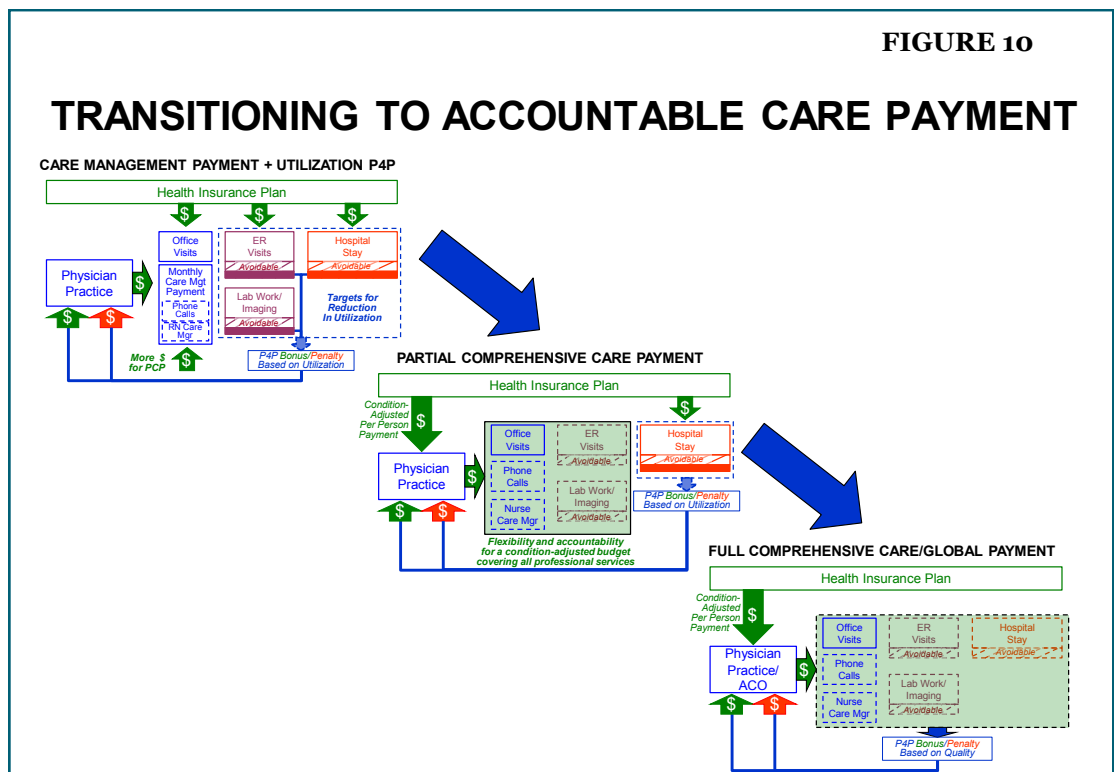 FIGURE 10
TRANSITIONING TO ACCOUNTABLE CARE PAYMENT
CARE MANAGEMENT PAYMENT + UTILIZATION P4P
Health Insurance Plan
$
$
$
Office
Visits
ER
Visits
Avoidable
Hospital
Stay
Avoidable
Physician
Practice
$
Monthly
Care Mgt
Payment
Phone
Calls
RN Care
Mgr
Lab Work/
Imaging
Avoidable
Targets for
Reduction
In Utilization
$
$
More $
for PCP
$
P4P Bonus/Penalty
Based on Utilization
PARTIAL COMPREHENSIVE CARE PAYMENT
Health Insurance Plan
Condition-
Adjusted
Per Person
Payment
$
$
Office
Visits
ER
Visits
Avoidable
Hospital
Stay
Avoidable
Physician
Practice
$
Phone
Calls
Lab Work/
Imaging
Avoidable
Nurse
Care Mgr
P4P Bonus/Penalty
Based on Utilization
$
$
Flexibility and accountability
for a condition-adjusted budget
covering all professional services
FULL COMPREHENSIVE CARE/GLOBAL PAYMENT
Health Insurance Plan
Condition-
Adjusted
Per Person
Payment
$
Office
Visits
ER
Visits
Avoidable
Hospital
Stay
Avoidable
Physician
Practice/
ACO
$
Phone
Calls
Lab Work/
Imaging
Avoidable
Nurse
Care Mgr
$
$
P4P Bonus/Penalty
Based on Quality